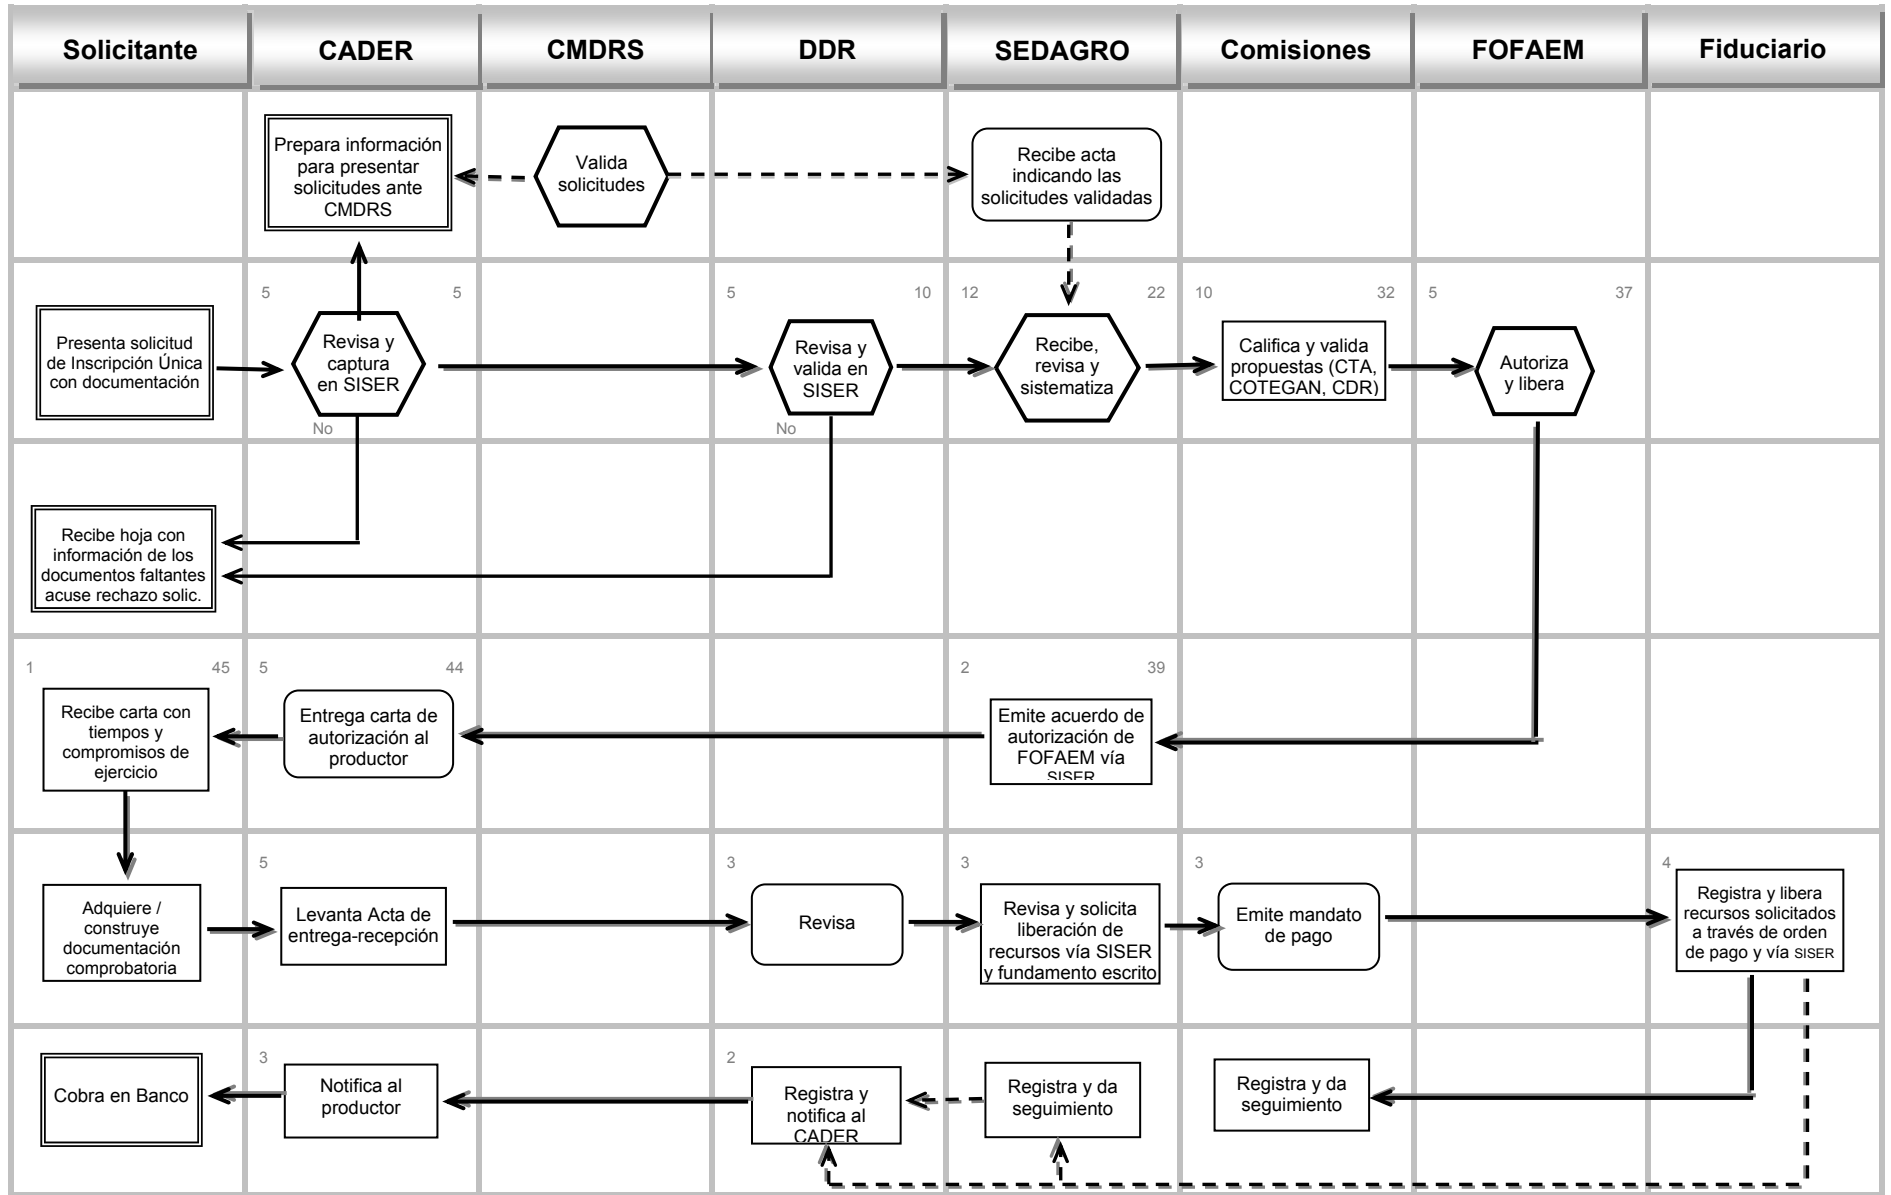 Solicitante
CADER
CMDRS
DDR
SEDAGRO
Comisiones
FOFAEM
Fiduciario
Prepara información
para presentar
solicitudes ante
CMDRS
Valida
solicitudes
Recibe acta
indicando las
solicitudes validadas
Presenta solicitud
de Inscripción Única
con documentación
5
5
Revisa y
captura
en SISER
No
5
10
Revisa y
valida en
SISER
No
12
22
Recibe,
revisa y
sistematiza
10
32
Califica y valida
propuestas (CTA,
COTEGAN, CDR)
5
37
Autoriza
y libera
Recibe hoja con
información de los
documentos faltantes
acuse rechazo solic.
1
45
Recibe carta con
tiempos y
compromisos de
ejercicio
5
44
Entrega carta de
autorización al
productor
2
39
Emite acuerdo de
autorización de
FOFAEM vía
SISER
Adquiere /
construye
documentación
comprobatoria
5
Levanta Acta de
entrega-recepción
3
Revisa
3
Revisa y solicita
liberación de
recursos vía SISER
y fundamento escrito
3
Emite mandato
de pago
4
Registra y libera
recursos solicitados
a través de orden
de pago y vía SISER
Cobra en Banco
3
Notifica al
productor
2
Registra y
notifica al
CADER
Registra y da
seguimiento
Registra y da
seguimiento